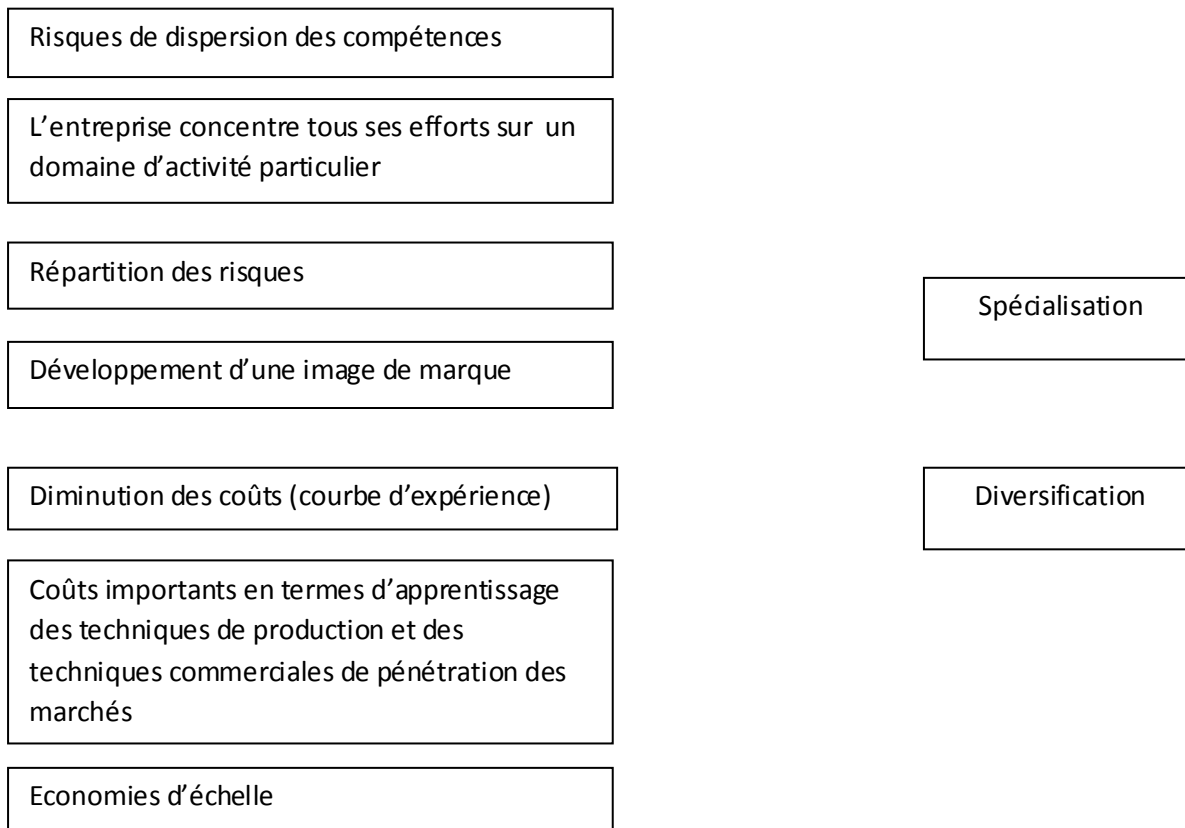 Risques de dispersion des compétences
L’entreprise concentre tous ses efforts sur un
domaine d’activité particulier
Répartition des risques
Spécialisation
Développement d’une image de marque
Diminution des coûts (courbe d’expérience)
Diversification
Coûts importants en termes d’apprentissage
des techniques de production et des
techniques commerciales de pénétration des
marchés
Economies d’échelle